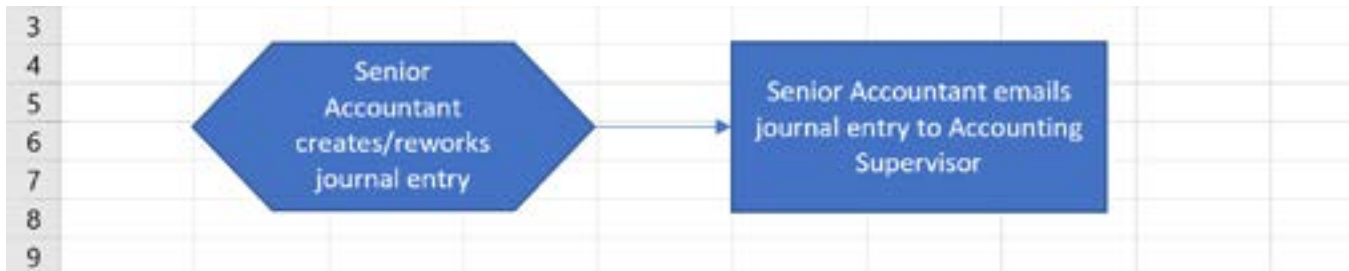 3
4
5
6
7
8
9
Senior
Accountant
creates/reworks
journal entry
Senior Accountant emails
journal entry to Accounting
Supervisor